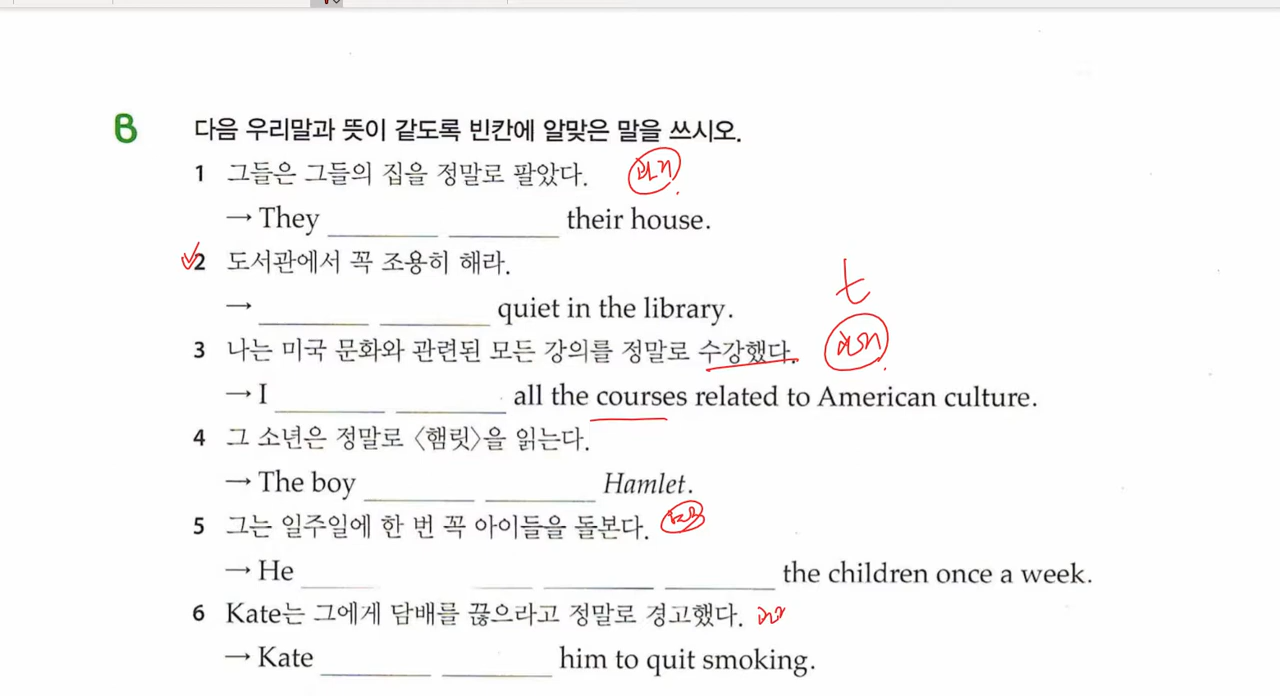 B 다음 우리말과 뜻이 같도록 빈칸에 알맞은 말을 쓰시오.
1 그들은 그들의 집을 정말로 팔았다. 과거
→ They ________ ________ their house.
2 도서관에서 꼭 조용히 해라.
→ ________ ________ quiet in the library.
3 나는 미국 문화와 관련된 모든 강의를 정말로 수강했다.
→ I ________ ________ all the courses related to American culture.
4 그 소년은 정말로 〈햄릿〉을 읽는다.
→ The boy ________ ________ Hamlet.
5 그는 일주일에 한 번 꼭 아이들을 돌본다.
→ He ________ ________ ________ ________ the children once a week.
6 Kate는 그에게 담배를 끊으라고 정말로 경고했다.
→ Kate ________ ________ him to quit smoking.